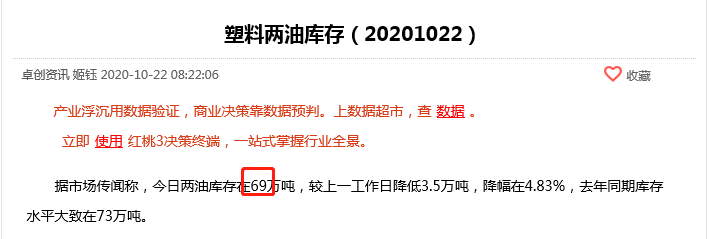 塑料两油库存（20201022）
卓创资讯 姬钰 2020-10-22 08:22:06 收藏
产业浮沉用数据验证，商业决策靠数据预判。上数据超市，查 数据 。
立即 使用 红桃3决策终端，一站式掌握行业全景。
据市场传闻称，今日两油库存在69万吨，较上一工作日降低3.5万吨，降幅在4.83%，去年同期库存
水平大致在73万吨。